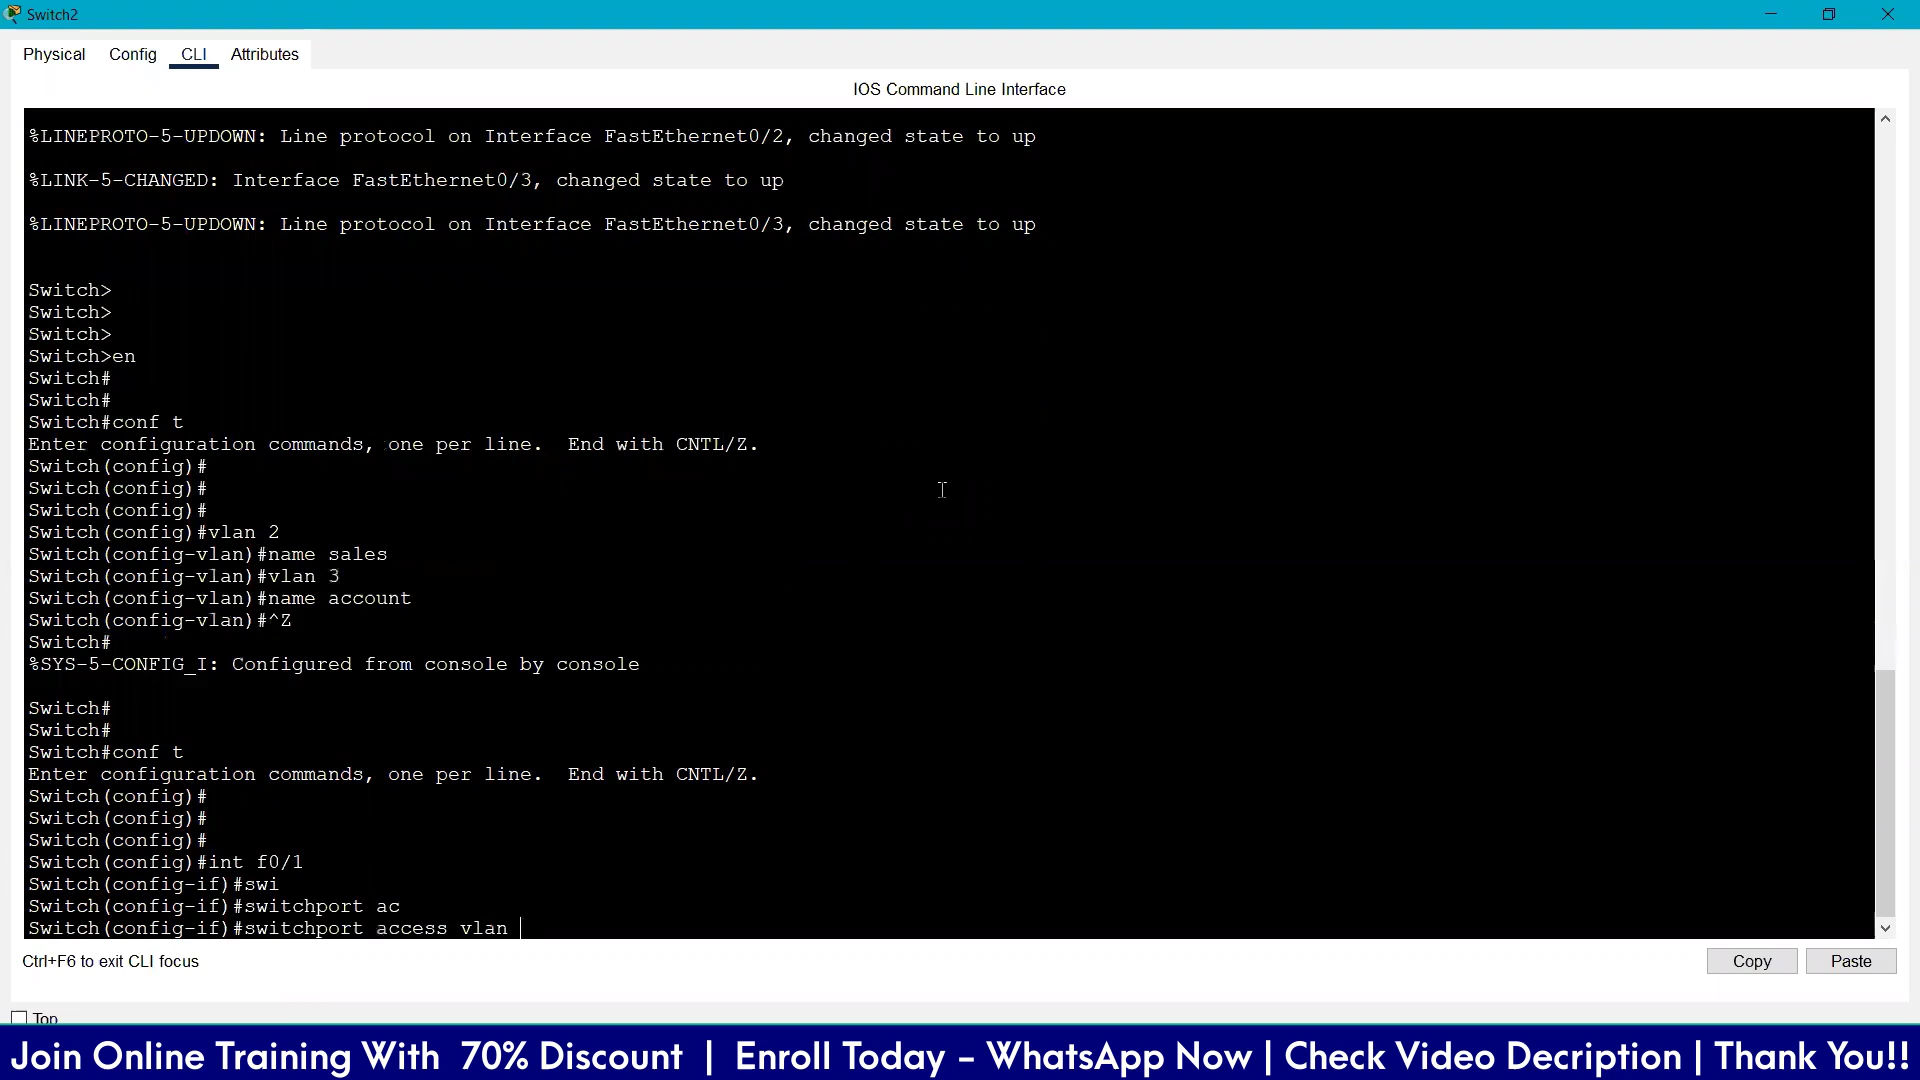 Switch2
Physical Config CLI Attributes
IOS Command Line Interface
%LINEPROTO-5-UPDOWN: Line protocol on Interface FastEthernet0/2, changed state to up
%LINK-5-CHANGED: Interface FastEthernet0/3, changed state to up
%LINEPROTO-5-UPDOWN: Line protocol on Interface FastEthernet0/3, changed state to up
Switch>
Switch>
Switch>
Switch>en
Switch#
Switch#
Switch#conf t
Enter configuration commands, one per line.  End with CNTL/Z.
Switch(config)#
Switch(config)#
Switch(config)#
Switch(config)#vlan 2
Switch(config-vlan)#name sales
Switch(config-vlan)#vlan 3
Switch(config-vlan)#name account
Switch(config-vlan)#^Z
Switch#
%SYS-5-CONFIG_I: Configured from console by console
Switch#
Switch#
Switch#conf t
Enter configuration commands, one per line.  End with CNTL/Z.
Switch(config)#
Switch(config)#
Switch(config)#
Switch(config)#int f0/1
Switch(config-if)#swi
Switch(config-if)#switchport ac
Switch(config-if)#switchport access vlan
Ctrl+F6 to exit CLI focus
Copy Paste
Top
Join Online Training With 70% Discount | Enroll Today – WhatsApp Now | Check Video Decription | Thank You!!